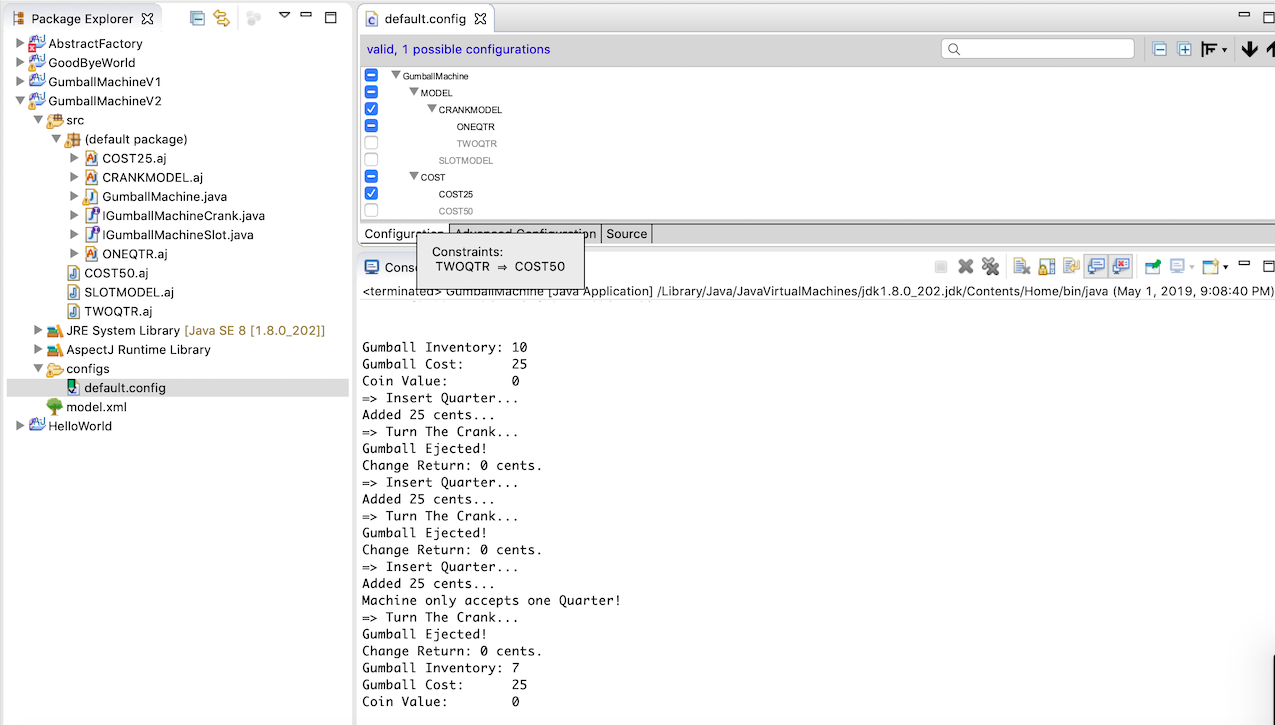 Package Explorer
AbstractFactory
GoodByeWorld
GumballMachineV1
GumballMachineV2
src
(default package)
COST25.aj
CRANKMODEL.aj
GumballMachine.java
IGumballMachineCrank.java
IGumballMachineSlot.java
ONEQTR.aj
COST50.aj
SLOTMODEL.aj
TWOQTR.aj
JRE System Library [Java SE 8 [1.8.0_202]]
AspectJ Runtime Library
configs
default.config
model.xml
HelloWorld
default.config
valid, 1 possible configurations
GumballMachine
MODEL
CRANKMODEL
ONEQTR
TWOQTR
SLOTMODEL
COST
COST25
COST50
Configuration Advanced Configuration Source
Constraints:
TWOQTR ⇒ COST50
Cons
<terminated> GumballMachine [Java Application] /Library/Java/JavaVirtualMachines/jdk1.8.0_202.jdk/Contents/Home/bin/java (May 1, 2019, 9:08:40 PM)
Gumball Inventory: 10
Gumball Cost: 25
Coin Value: 0
=> Insert Quarter...
Added 25 cents...
=> Turn The Crank...
Gumball Ejected!
Change Return: 0 cents.
=> Insert Quarter...
Added 25 cents...
=> Turn The Crank...
Gumball Ejected!
Change Return: 0 cents.
=> Insert Quarter...
Added 25 cents...
Machine only accepts one Quarter!
=> Turn The Crank...
Gumball Ejected!
Change Return: 0 cents.
Gumball Inventory: 7
Gumball Cost: 25
Coin Value: 0